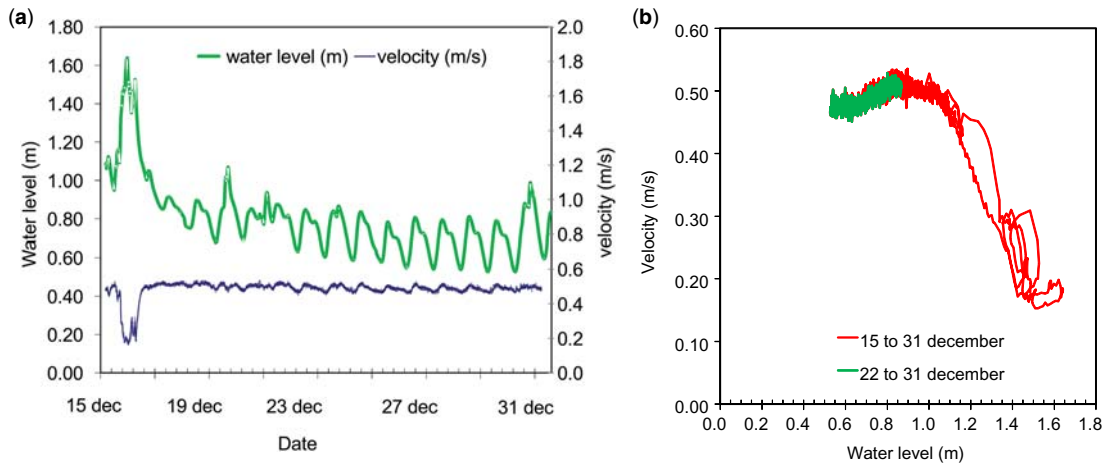 (a)
1.80
1.60
1.40
1.20
1.00
0.80
0.60
0.40
0.20
0.00
Water level (m)
water level (m)
velocity (m/s)
2.0
1.8
1.6
1.4
1.2
1.0
0.8
0.6
0.4
0.2
0.0
velocity (m/s)
15 dec 19 dec 23 dec 27 dec 31 dec
Date
(b)
0.60
0.50
0.40
0.30
0.20
0.10
0.00
Velocity (m/s)
15 to 31 december
22 to 31 december
0.0 0.2 0.4 0.6 0.8 1.0 1.2 1.4 1.6 1.8
Water level (m)